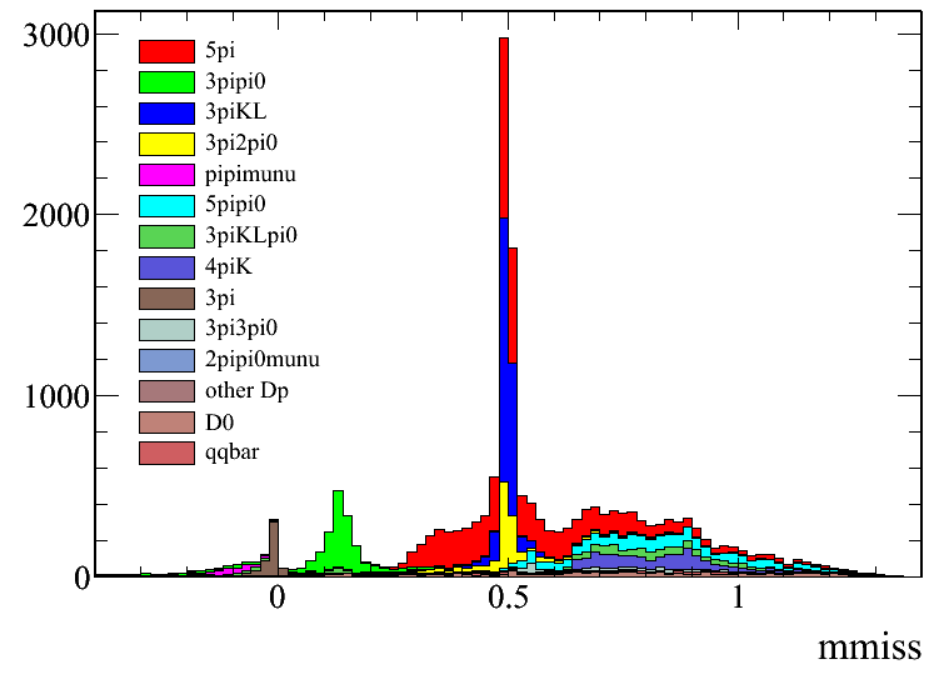 3000
2000
1000
0
5pi
3pipi0
3piKL
3pi2pi0
pipimunu
5pipi0
3piKLpi0
4piK
3pi
3pi3pi0
2pipi0munu
other Dp
D0
qqbar
0 0.5 1
mmiss